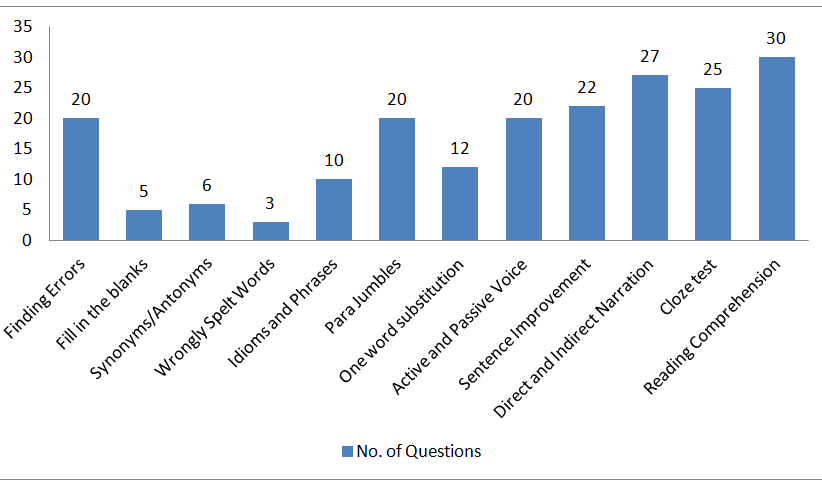 35
30
25
20
15
10
5
0
20
5
6
3
10
20
12
20
22
27
25
30
Finding Errors
Fill in the blanks
Synonyms/Antonyms
Wrongly Spelt Words
Idioms and Phrases
Para Jumbles
One word substitution
Active and Passive Voice
Sentence Improvement
Direct and Indirect Narration
Cloze test
Reading Comprehension
No. of Questions